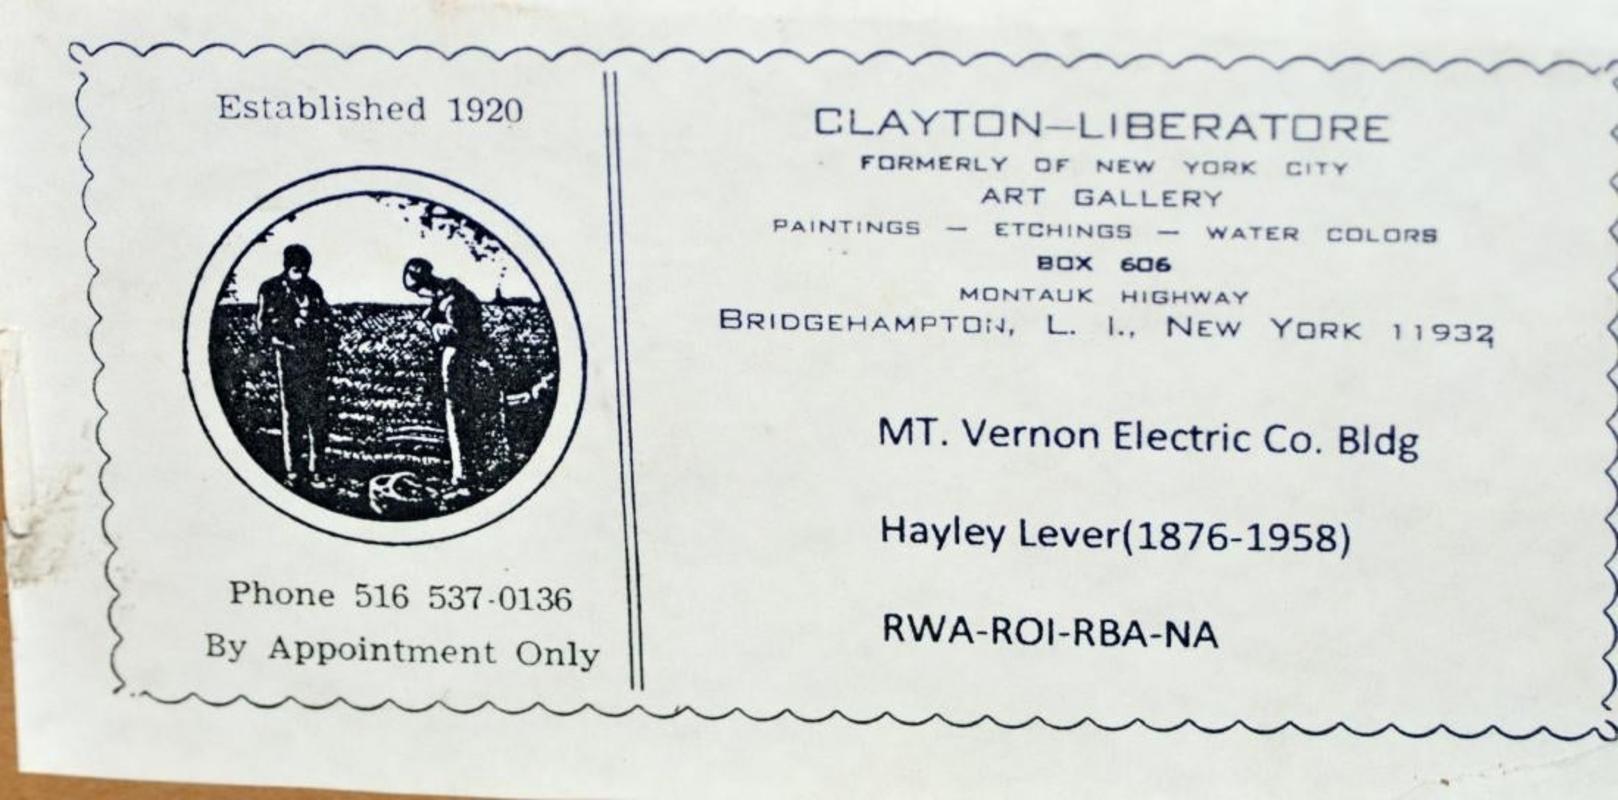 Established 1920
Phone 516 537-0136
By Appointment Only
CLAYTON-LIBERATORE
FORMERLY OF NEW YORK CITY
ART GALLERY
PAINTINGS - ETCHINGS - WATER COLORS
BOX 606
MONTAUK HIGHWAY
BRIDGEHAMPTON, L. I., NEW YORK 11932
MT. Vernon Electric Co. Bldg
Hayley Lever(1876-1958)
RWA-ROI-RBA-NA